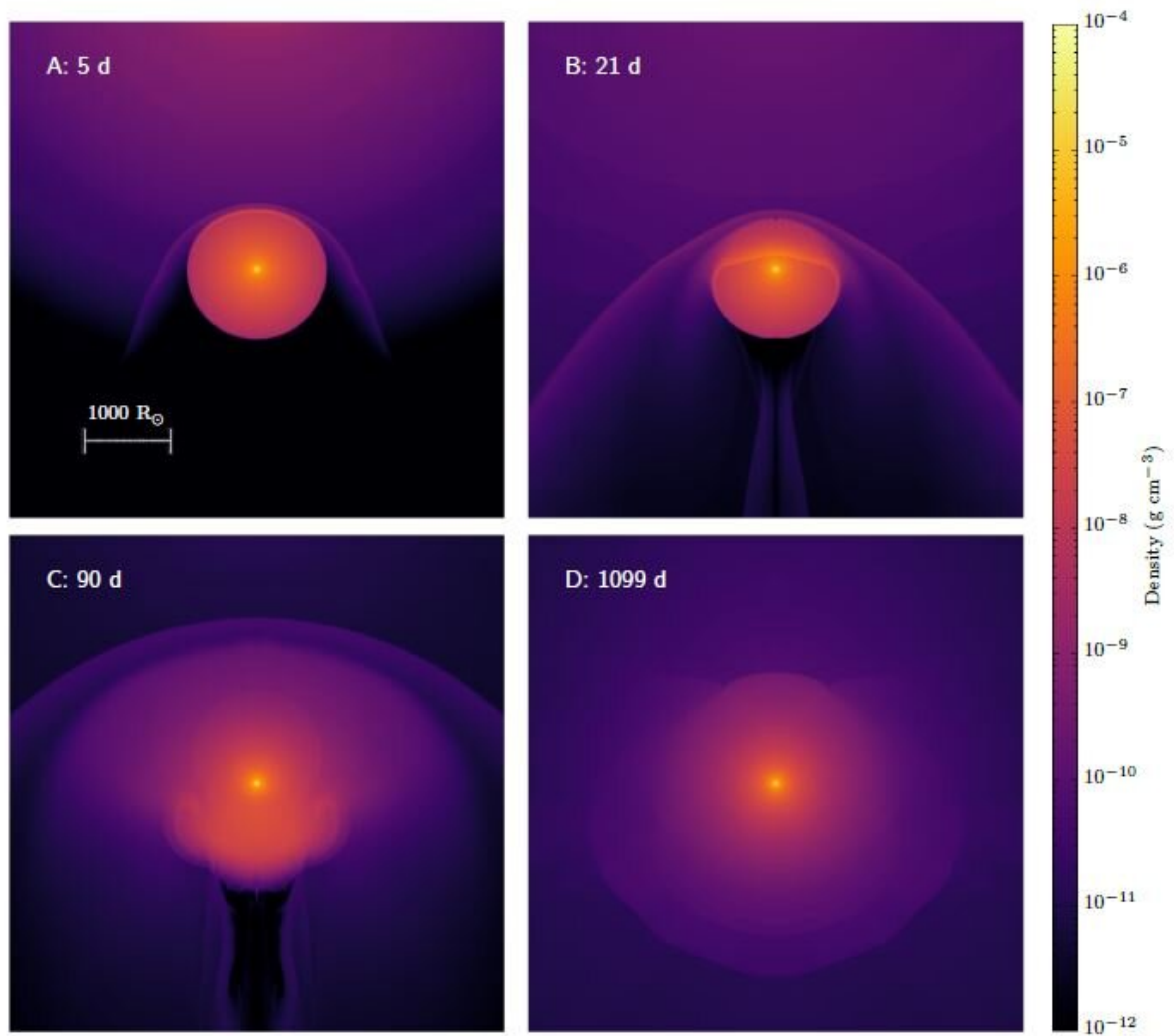 A: 5 d
B: 21 d
1000 R☉
C: 90 d
D: 1099 d
10⁻⁴
10⁻⁵
10⁻⁶
10⁻⁷
10⁻⁸
10⁻⁹
10⁻¹⁰
10⁻¹¹
10⁻¹²
Density (g cm⁻³)